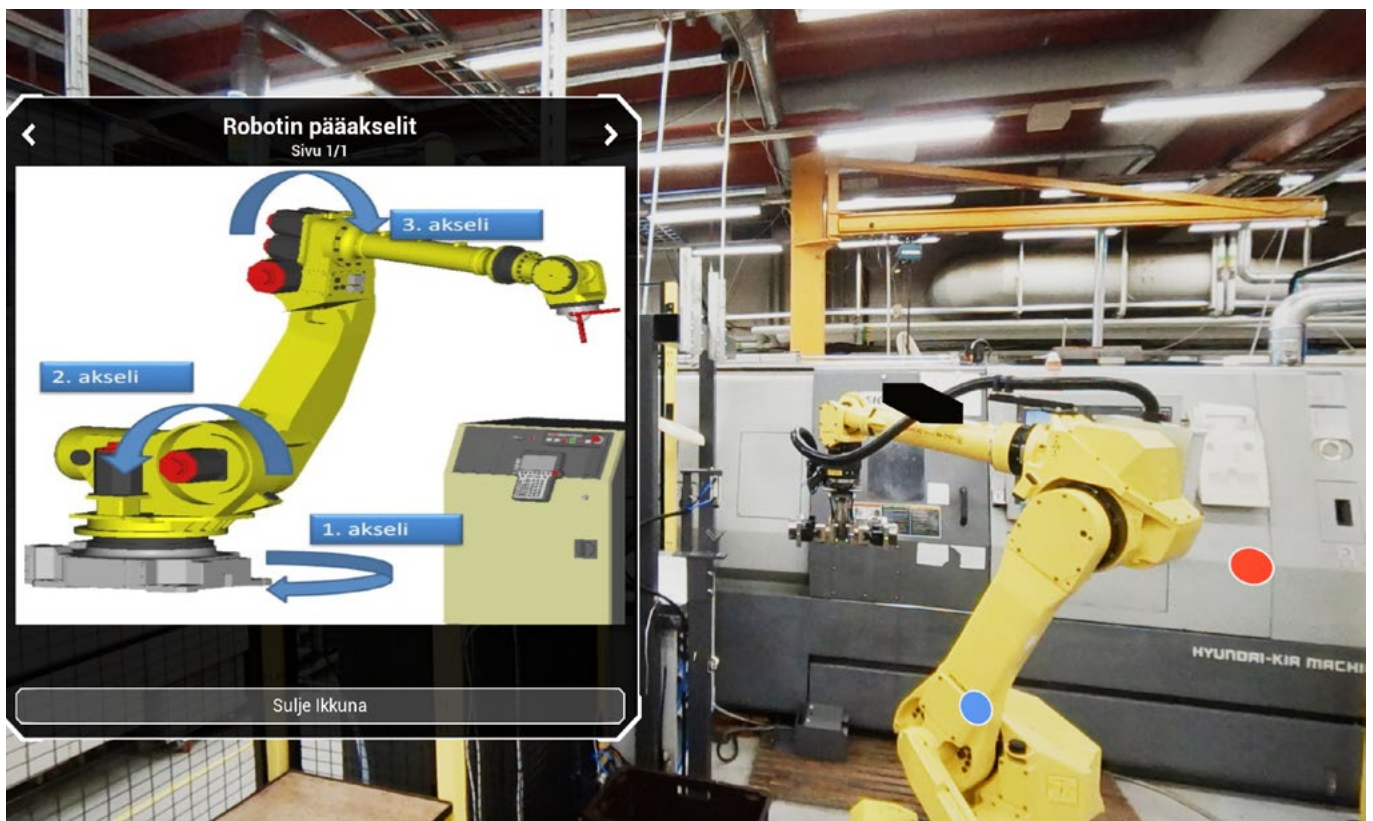 Robotin pääakselit
Sivu 1/1
3. akseli
2. akseli
1. akseli
Sulje Ikkuna
HYUNDAI-KIA MACHI